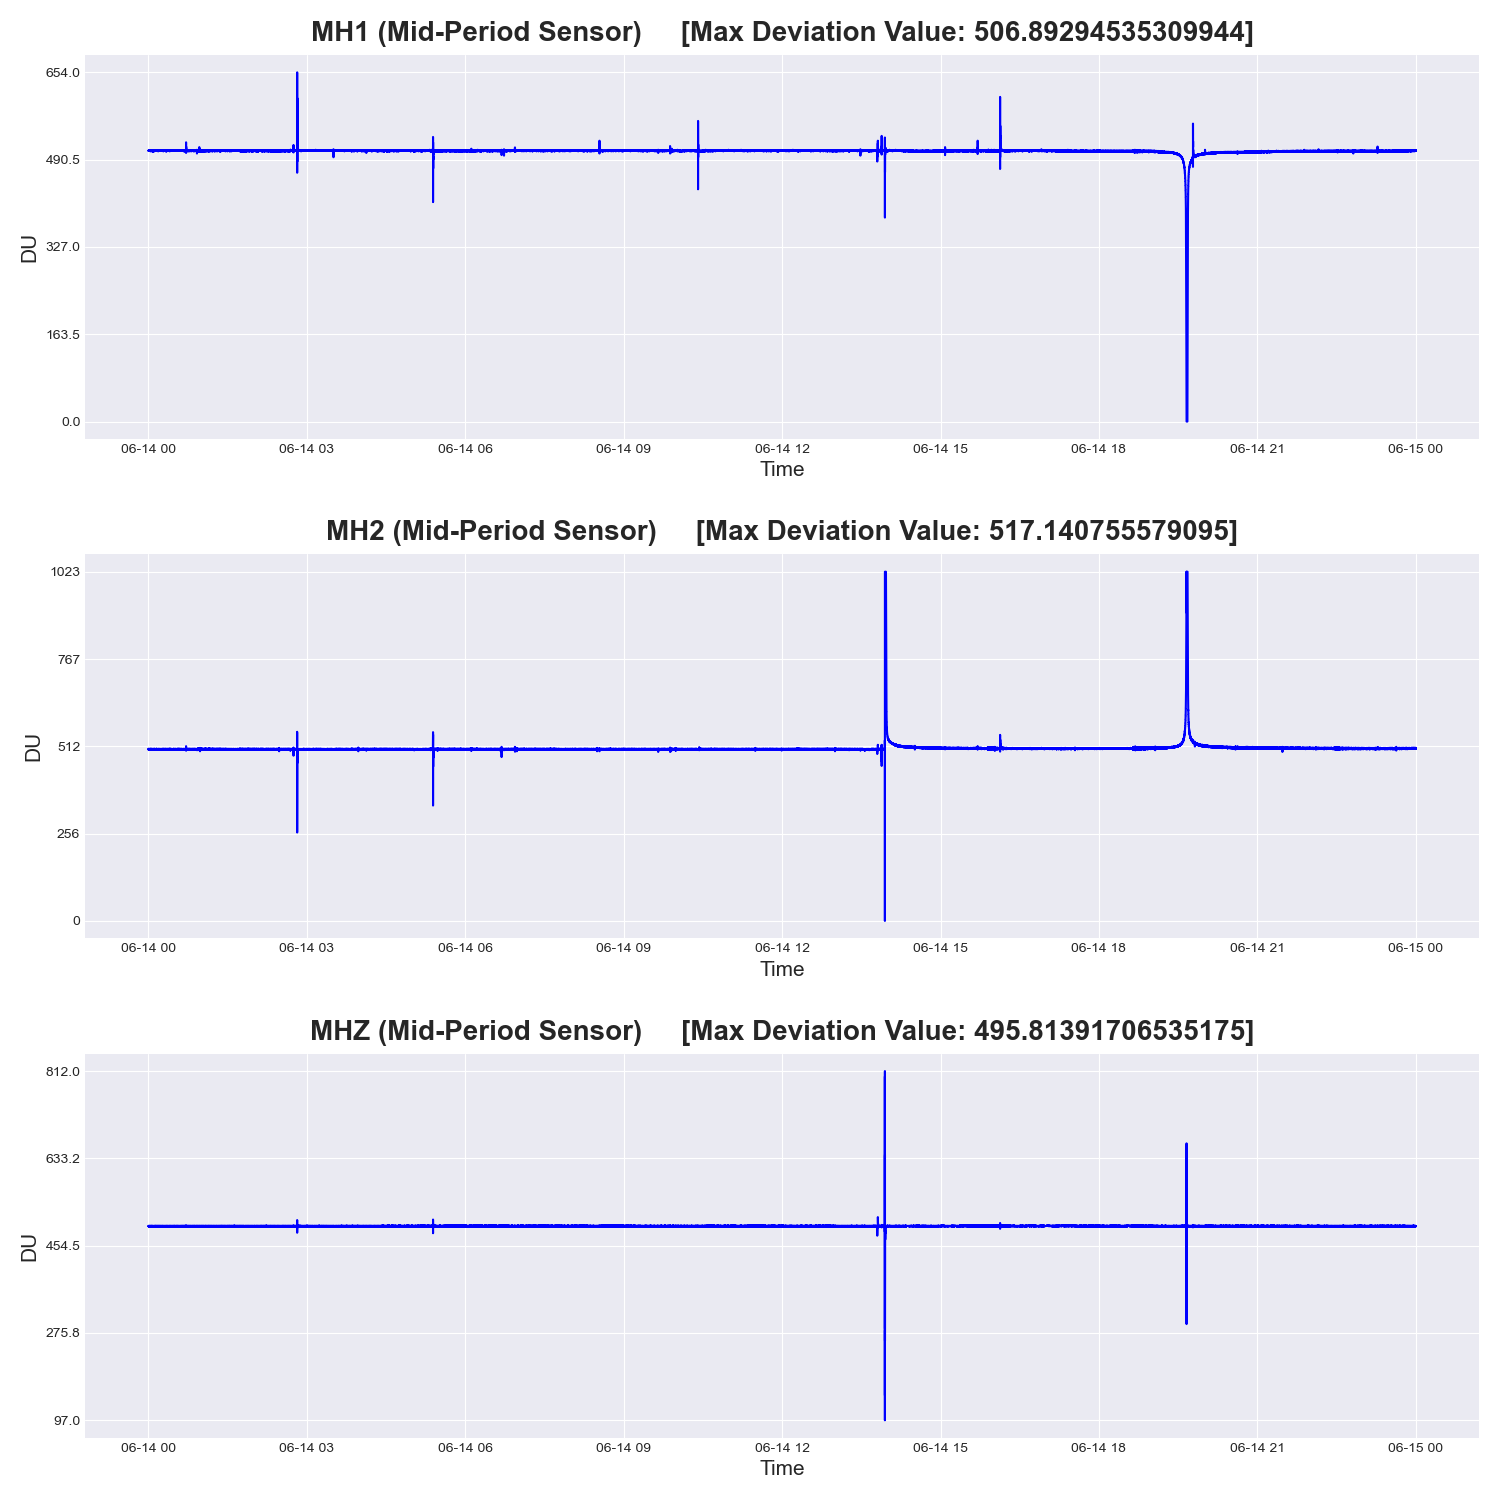 MH1 (Mid-Period Sensor) [Max Deviation Value: 506.89294535309944]
654.0
490.5
327.0
163.5
0.0
DU
06-14 00 06-14 03 06-14 06 06-14 09 06-14 12 06-14 15 06-14 18 06-14 21 06-15 00
Time
MH2 (Mid-Period Sensor) [Max Deviation Value: 517.140755579095]
1023
767
512
256
0
DU
06-14 00 06-14 03 06-14 06 06-14 09 06-14 12 06-14 15 06-14 18 06-14 21 06-15 00
Time
MHZ (Mid-Period Sensor) [Max Deviation Value: 495.81391706535175]
812.0
633.2
454.5
275.8
97.0
DU
06-14 00 06-14 03 06-14 06 06-14 09 06-14 12 06-14 15 06-14 18 06-14 21 06-15 00
Time